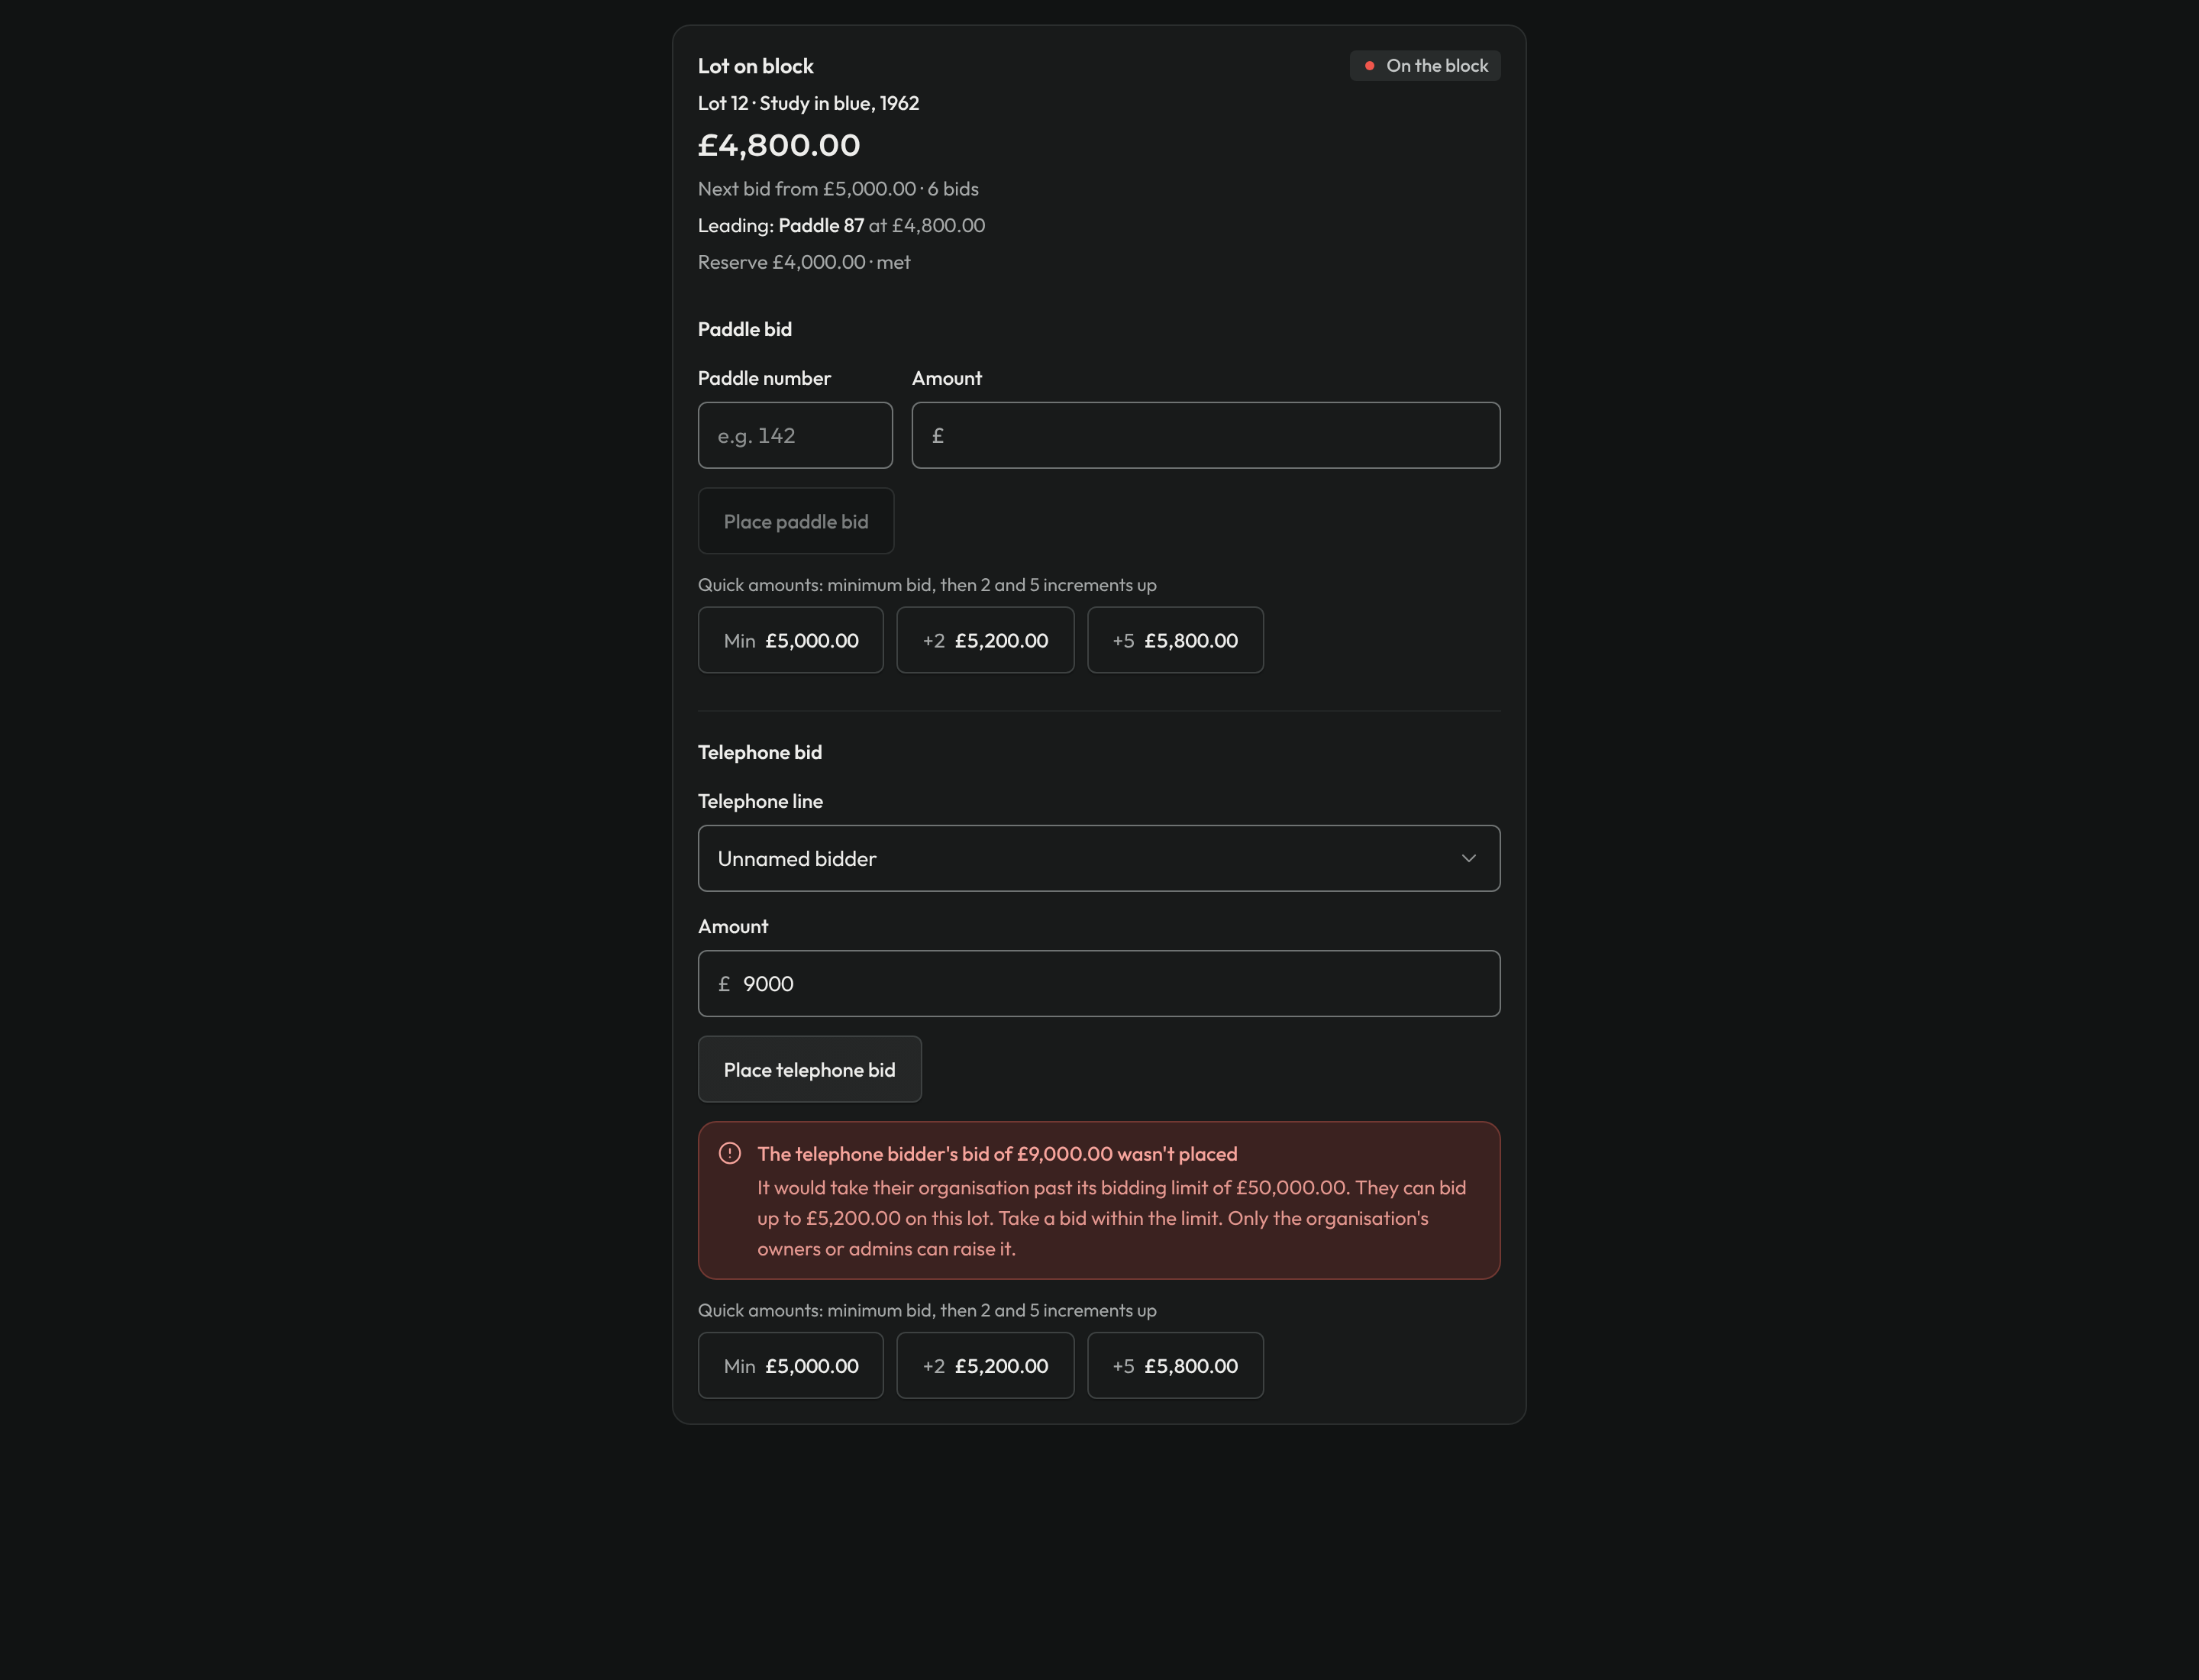 Lot on block
On the block
Lot 12 · Study in blue, 1962
£4,800.00
Next bid from £5,000.00 · 6 bids
Leading: Paddle 87 at £4,800.00
Reserve £4,000.00 · met
Paddle bid
Paddle number
Amount
e.g. 142
£
Place paddle bid
Quick amounts: minimum bid, then 2 and 5 increments up
Min £5,000.00
+2 £5,200.00
+5 £5,800.00
Telephone bid
Telephone line
Unnamed bidder
Amount
£ 9000
Place telephone bid
The telephone bidder's bid of £9,000.00 wasn't placed
It would take their organisation past its bidding limit of £50,000.00. They can bid
up to £5,200.00 on this lot. Take a bid within the limit. Only the organisation's
owners or admins can raise it.
Quick amounts: minimum bid, then 2 and 5 increments up
Min £5,000.00
+2 £5,200.00
+5 £5,800.00